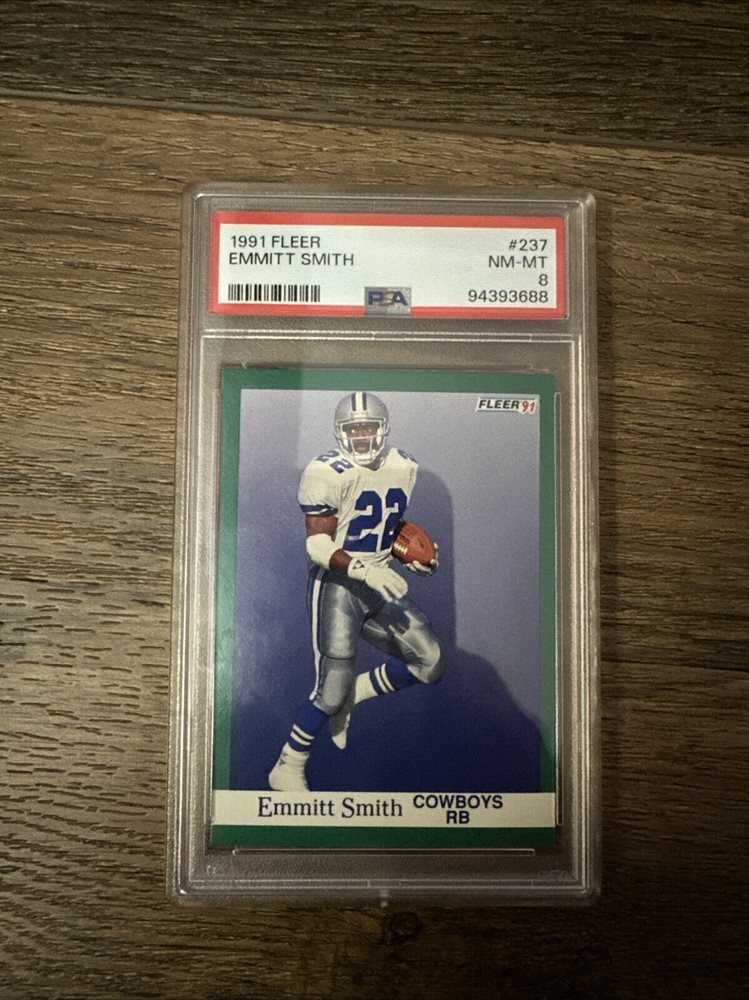 1991 FLEER #237
EMMITT SMITH NM-MT
8
94393688
PSA
FLEER '91
22
Emmitt Smith COWBOYS
RB